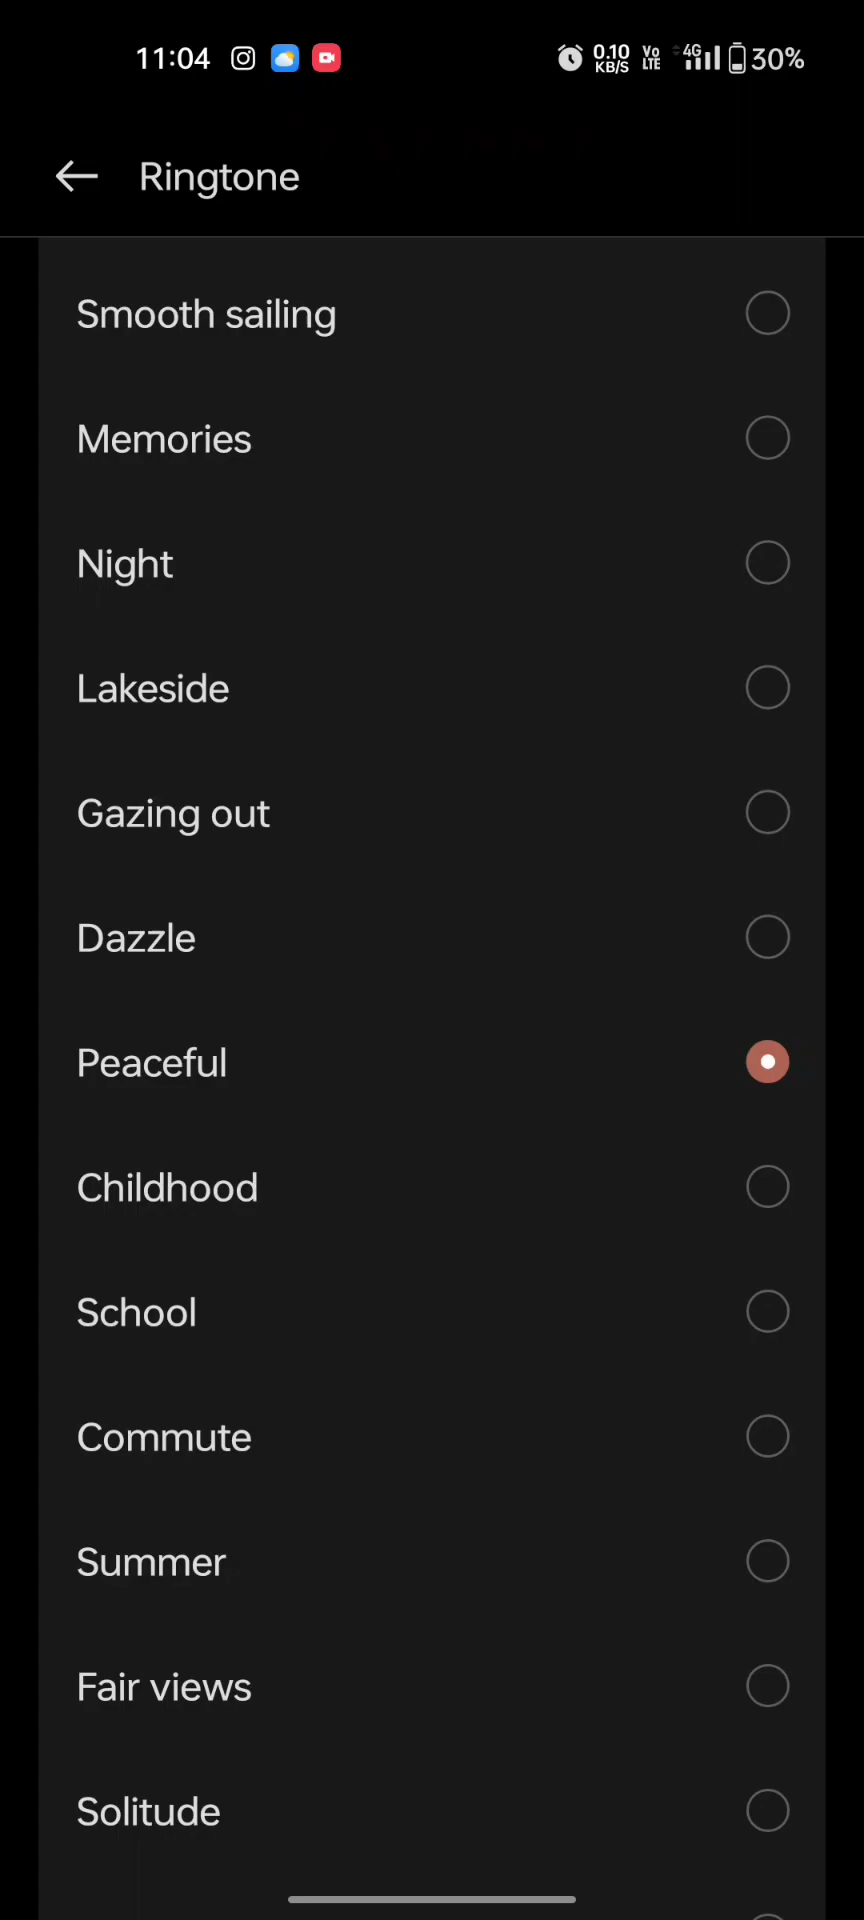 11:04 0.10 KB/S Vo LTE 4G 30%
Ringtone
Smooth sailing
Memories
Night
Lakeside
Gazing out
Dazzle
Peaceful
Childhood
School
Commute
Summer
Fair views
Solitude